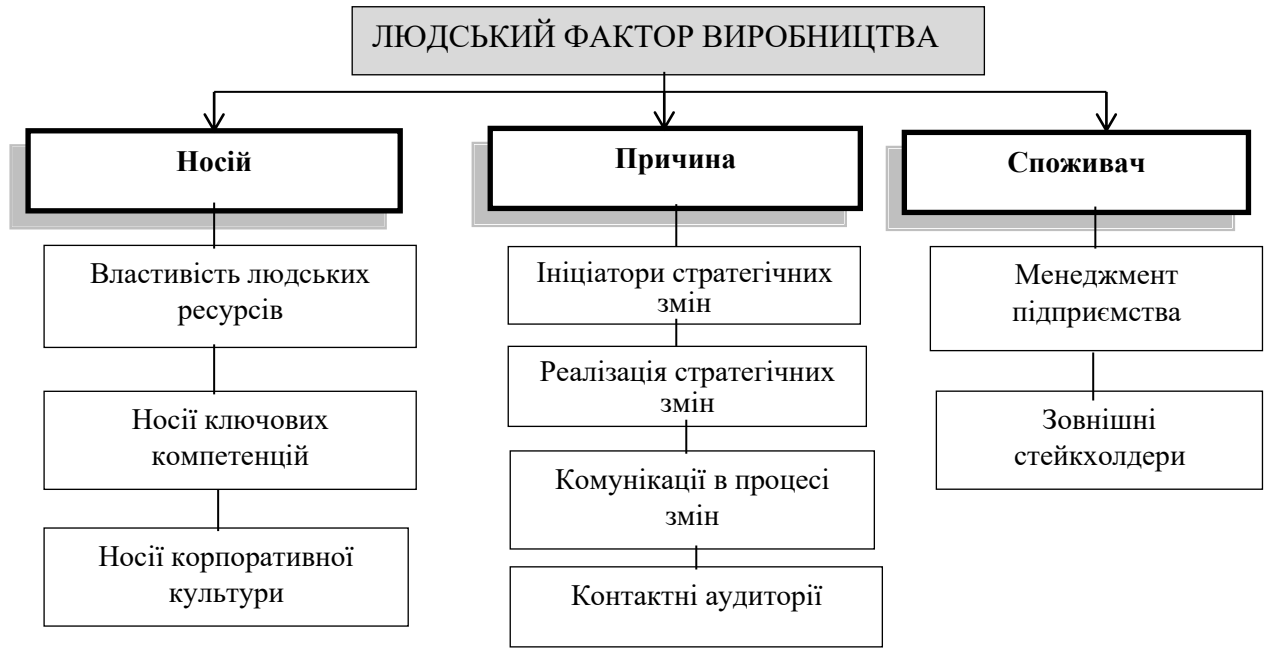 ЛЮДСЬКИЙ ФАКТОР ВИРОБНИЦТВА
Носій
Властивість людських
ресурсів
Носії ключових
компетенцій
Носії корпоративної
культури
Причина
Ініціатори стратегічних
змін
Реалізація стратегічних
змін
Комунікації в процесі
змін
Контактні аудиторії
Споживач
Менеджмент
підприємства
Зовнішні
стейкхолдери